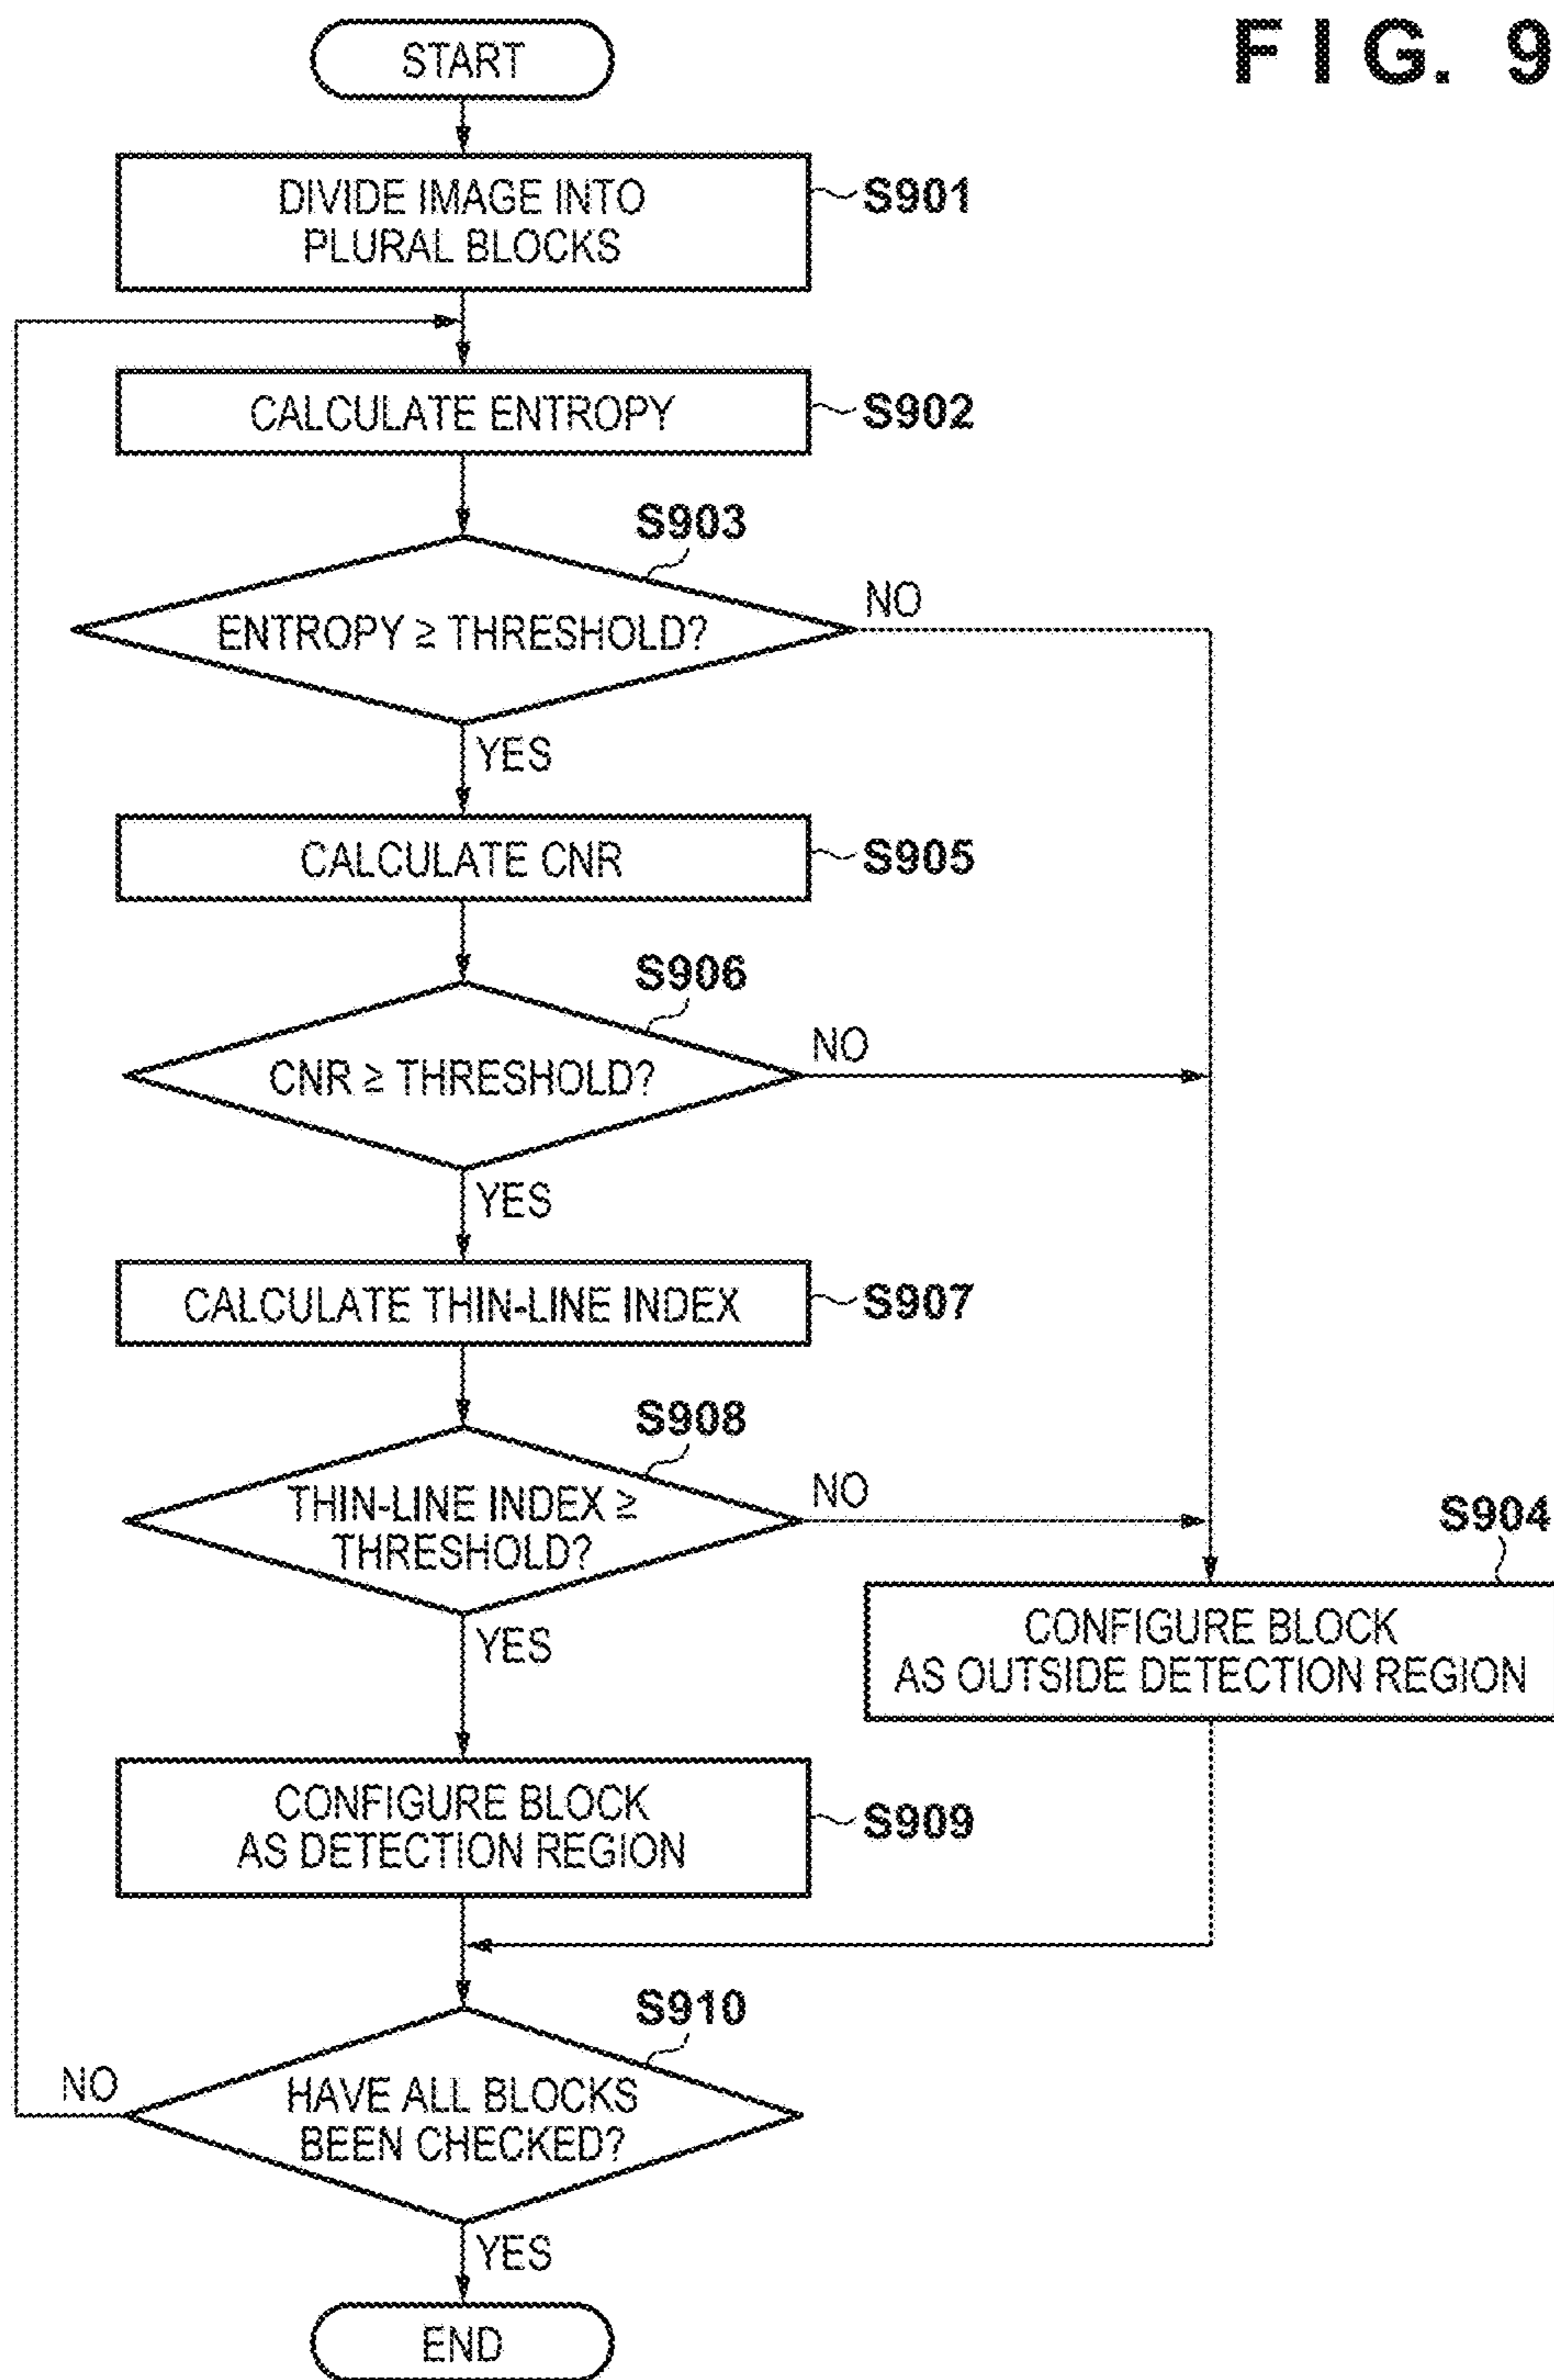 FIG. 9
START
DIVIDE IMAGE INTO
PLURAL BLOCKS
S901
CALCULATE ENTROPY
S902
S903
ENTROPY ≥ THRESHOLD?
NO
YES
CALCULATE CNR
S905
S906
CNR ≥ THRESHOLD?
NO
YES
CALCULATE THIN-LINE INDEX
S907
S908
THIN-LINE INDEX ≥
THRESHOLD?
NO
YES
S904
CONFIGURE BLOCK
AS OUTSIDE DETECTION REGION
CONFIGURE BLOCK
AS DETECTION REGION
S909
S910
HAVE ALL BLOCKS
BEEN CHECKED?
NO
YES
END